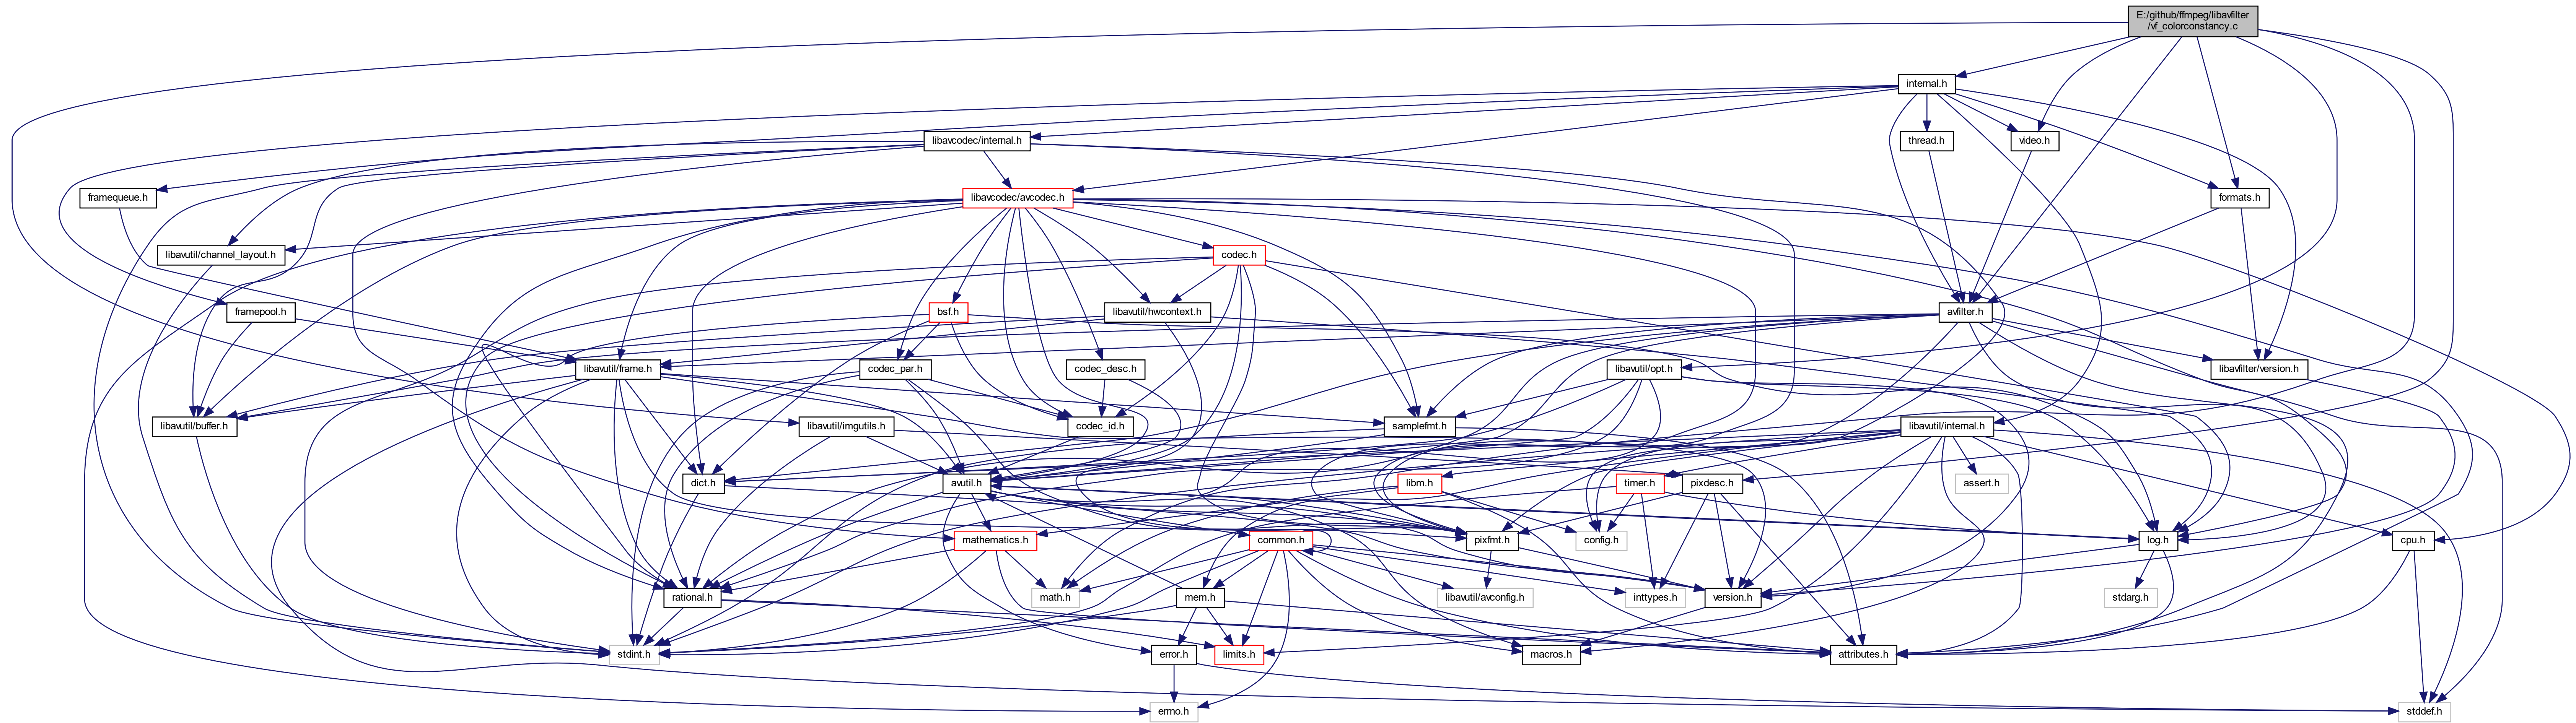 E:/github/ffmpeg/libavfilter
/vf_colorconstancy.c
internal.h
libavcodec/internal.h
thread.h
video.h
framequeue.h
libavcodec/avcodec.h
formats.h
libavutil/channel_layout.h
codec.h
framepool.h
bsf.h
libavutil/hwcontext.h
avfilter.h
libavutil/frame.h
codec_par.h
codec_desc.h
libavutil/opt.h
libavfilter/version.h
libavutil/buffer.h
libavutil/imgutils.h
codec_id.h
samplefmt.h
libavutil/internal.h
dict.h
avutil.h
libm.h
timer.h
pixdesc.h
assert.h
mathematics.h
common.h
pixfmt.h
config.h
log.h
cpu.h
rational.h
math.h
mem.h
libavutil/avconfig.h
inttypes.h
version.h
stdarg.h
stdint.h
error.h
limits.h
macros.h
attributes.h
errno.h
stddef.h